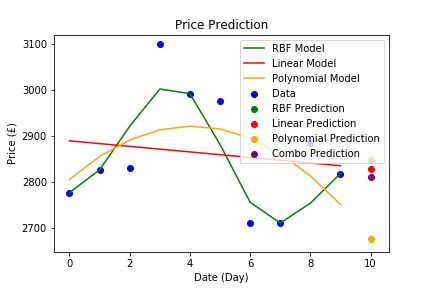 Price Prediction
3100
3000
2900
2800
2700
Price (£)
RBF Model
Linear Model
Polynomial Model
Data
RBF Prediction
Linear Prediction
Polynomial Prediction
Combo Prediction
0 2 4 6 8 10
Date (Day)